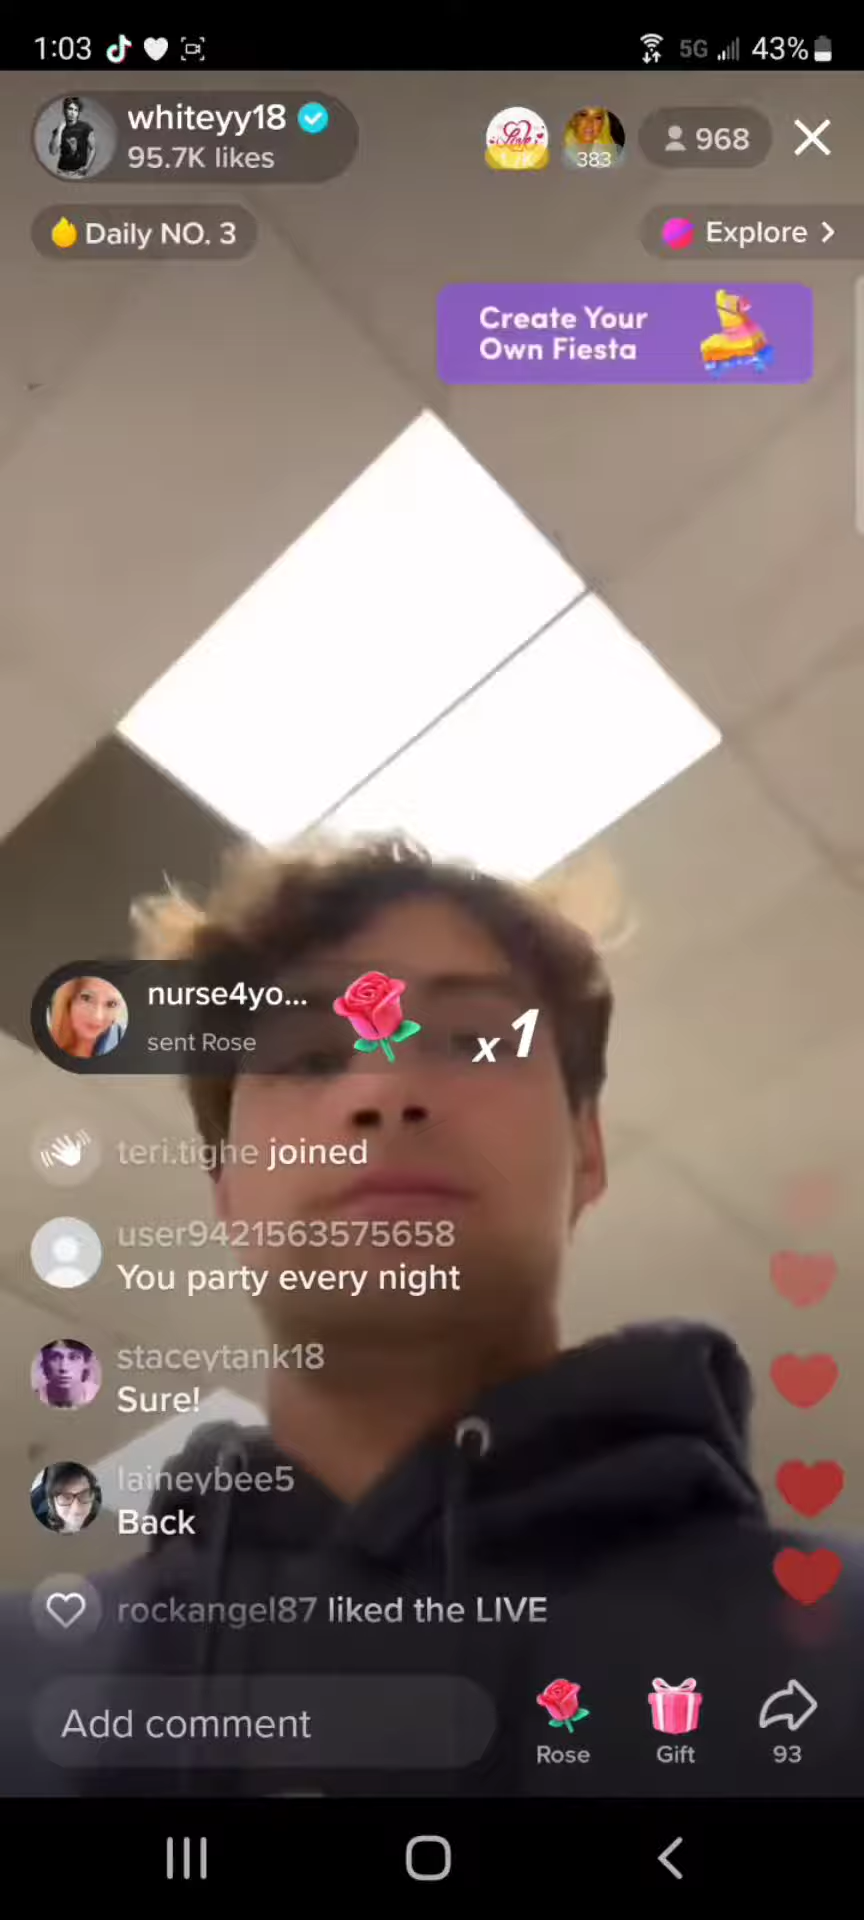 1:03
5G
43%
whiteyy18
95.7K likes
383
968
Daily NO. 3
Explore >
Create Your
Own Fiesta
nurse4yo...
sent Rose
x1
teri.tighe joined
user9421563575658
You party every night
staceytank18
Sure!
laineybee5
Back
rockangel87 liked the LIVE
Add comment
Rose
Gift
93